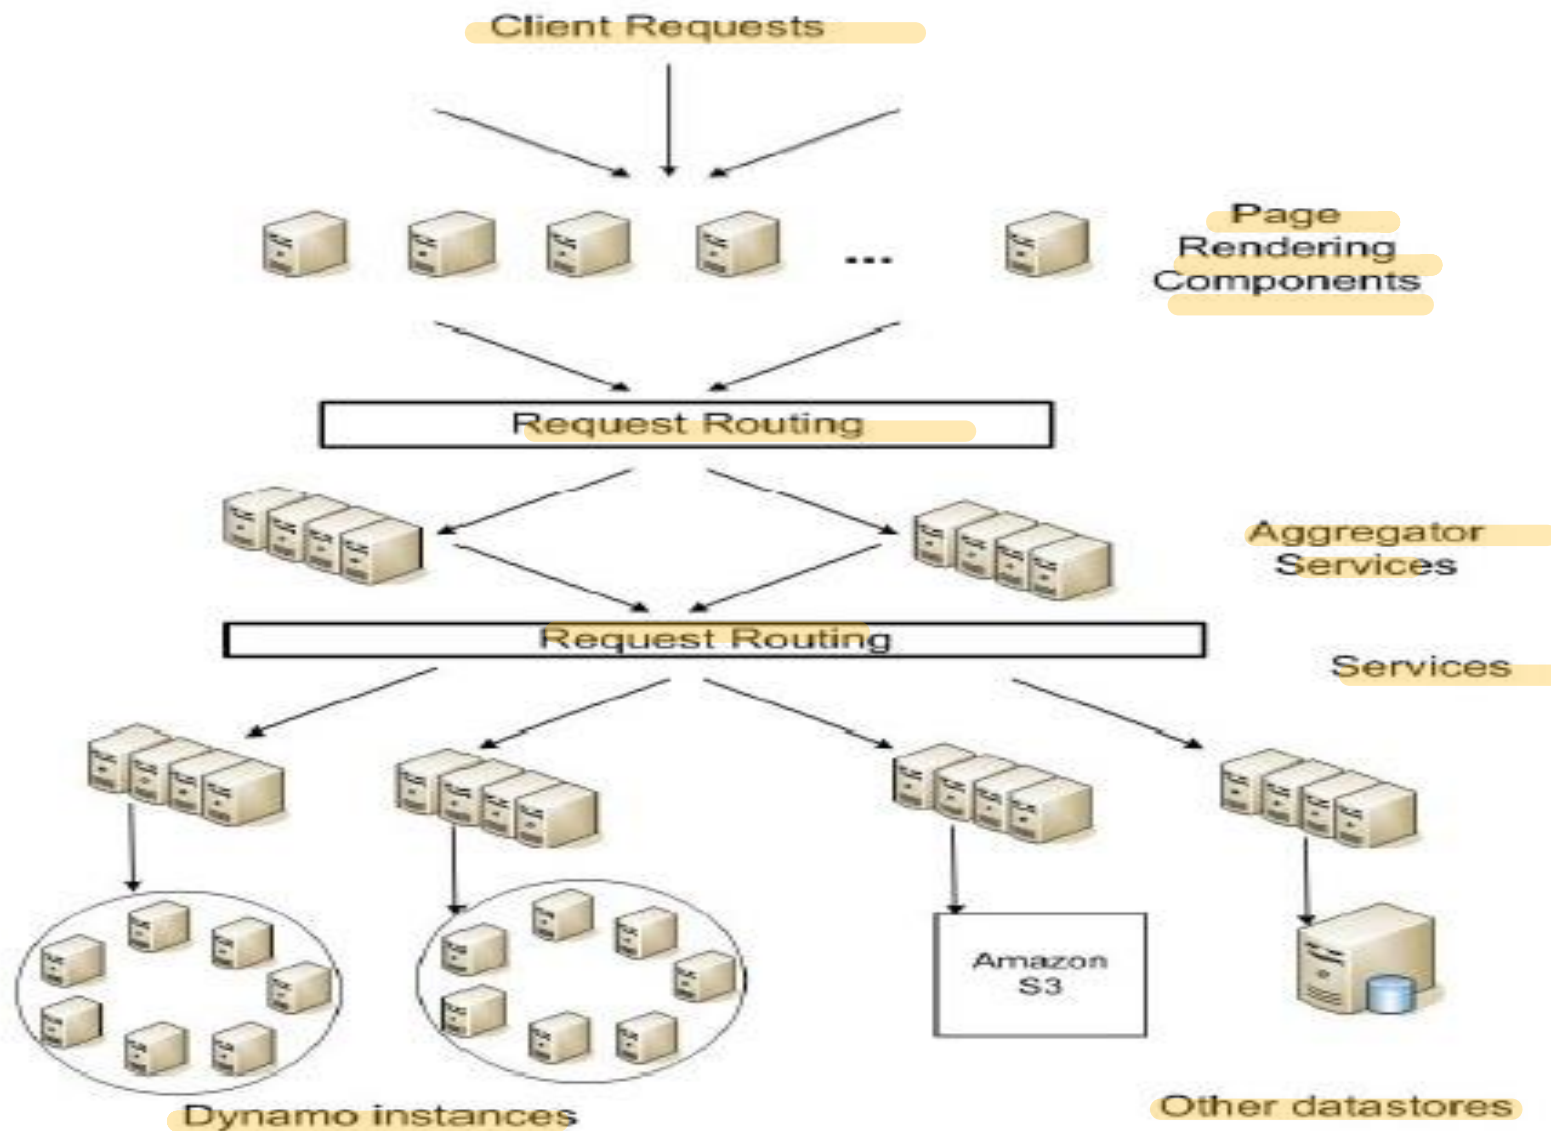 Client Requests
Page
Rendering
Components
...
Request Routing
Aggregator
Services
Request Routing
Services
Amazon
S3
Dynamo instances
Other datastores